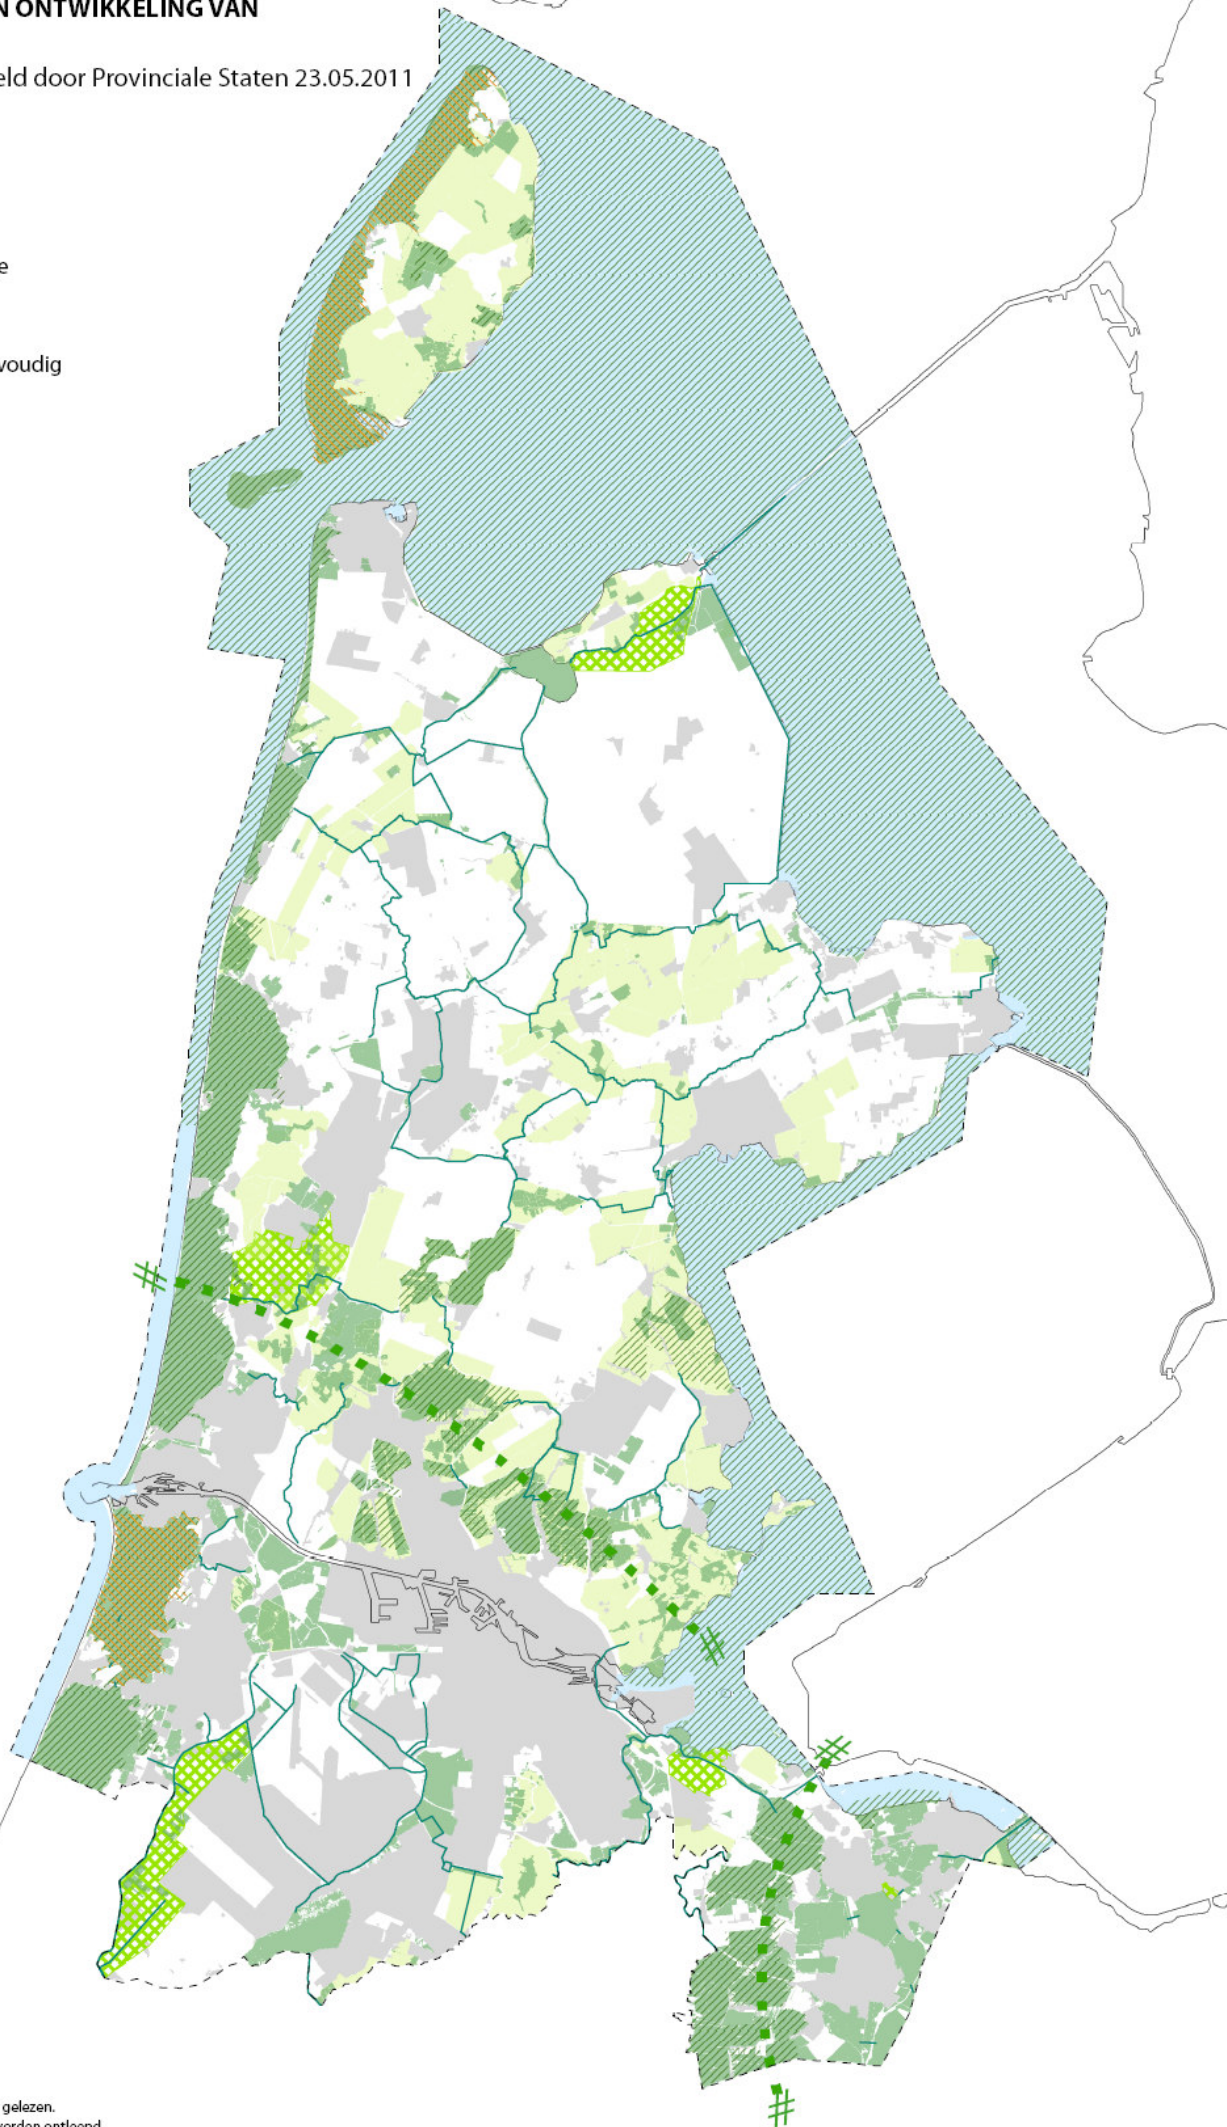 N ONTWIKKELING VAN
eld door Provinciale Staten 23.05.2011
e
voudig
gelezen.